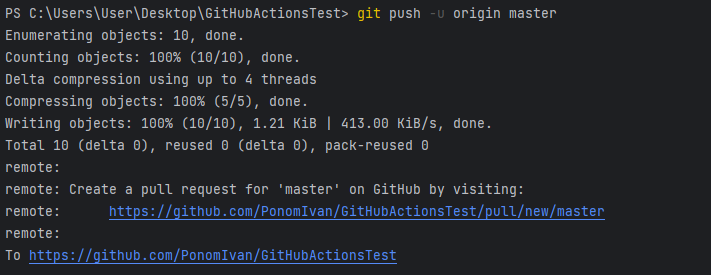 PS C:\Users\User\Desktop\GitHubActionsTest> git push -u origin master
Enumerating objects: 10, done.
Counting objects: 100% (10/10), done.
Delta compression using up to 4 threads
Compressing objects: 100% (5/5), done.
Writing objects: 100% (10/10), 1.21 KiB | 413.00 KiB/s, done.
Total 10 (delta 0), reused 0 (delta 0), pack-reused 0
remote:
remote: Create a pull request for 'master' on GitHub by visiting:
remote:      https://github.com/PonomIvan/GitHubActionsTest/pull/new/master
remote:
To https://github.com/PonomIvan/GitHubActionsTest